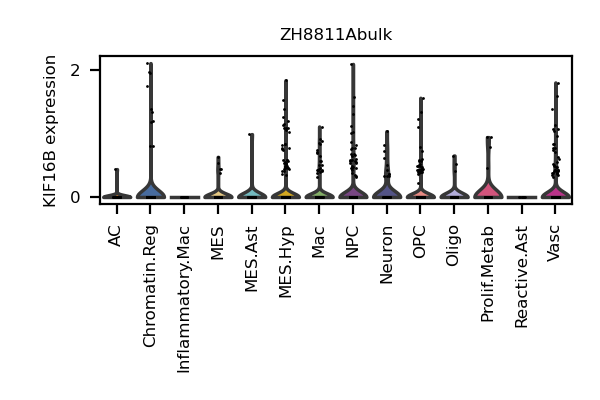 ZH8811Abulk
KIF16B expression
2
0
AC
Chromatin.Reg
Inflammatory.Mac
MES
MES.Ast
MES.Hyp
Mac
NPC
Neuron
OPC
Oligo
Prolif.Metab
Reactive.Ast
Vasc